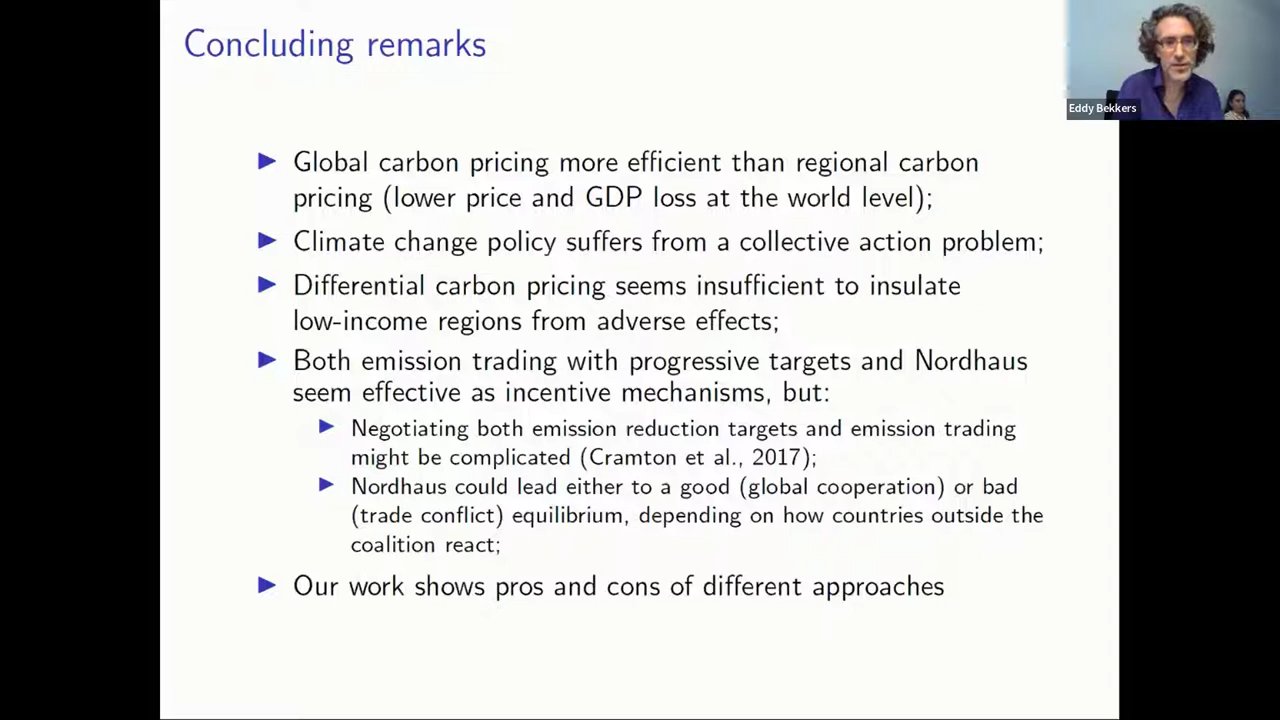 Concluding remarks
Eddy Bekkers
Global carbon pricing more efficient than regional carbon
pricing (lower price and GDP loss at the world level);
Climate change policy suffers from a collective action problem;
Differential carbon pricing seems insufficient to insulate
low-income regions from adverse effects;
Both emission trading with progressive targets and Nordhaus
seem effective as incentive mechanisms, but:
Negotiating both emission reduction targets and emission trading
might be complicated (Cramton et al., 2017);
Nordhaus could lead either to a good (global cooperation) or bad
(trade conflict) equilibrium, depending on how countries outside the
coalition react;
Our work shows pros and cons of different approaches